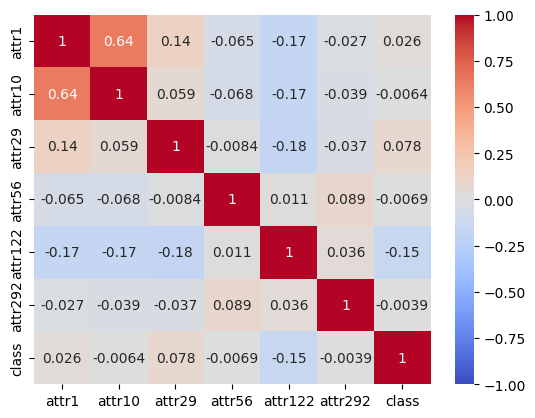 attr1 1 0.64 0.14 -0.065 -0.17 -0.027 0.026
attr10 0.64 1 0.059 -0.068 -0.17 -0.039 -0.0064
attr29 0.14 0.059 1 -0.0084 -0.18 -0.037 0.078
attr56 -0.065 -0.068 -0.0084 1 0.011 0.089 -0.0069
attr122 -0.17 -0.17 -0.18 0.011 1 0.036 -0.15
attr292 -0.027 -0.039 -0.037 0.089 0.036 1 -0.0039
class 0.026 -0.0064 0.078 -0.0069 -0.15 -0.0039 1
attr1 attr10 attr29 attr56 attr122 attr292 class
1.00
0.75
0.50
0.25
0.00
−0.25
−0.50
−0.75
−1.00